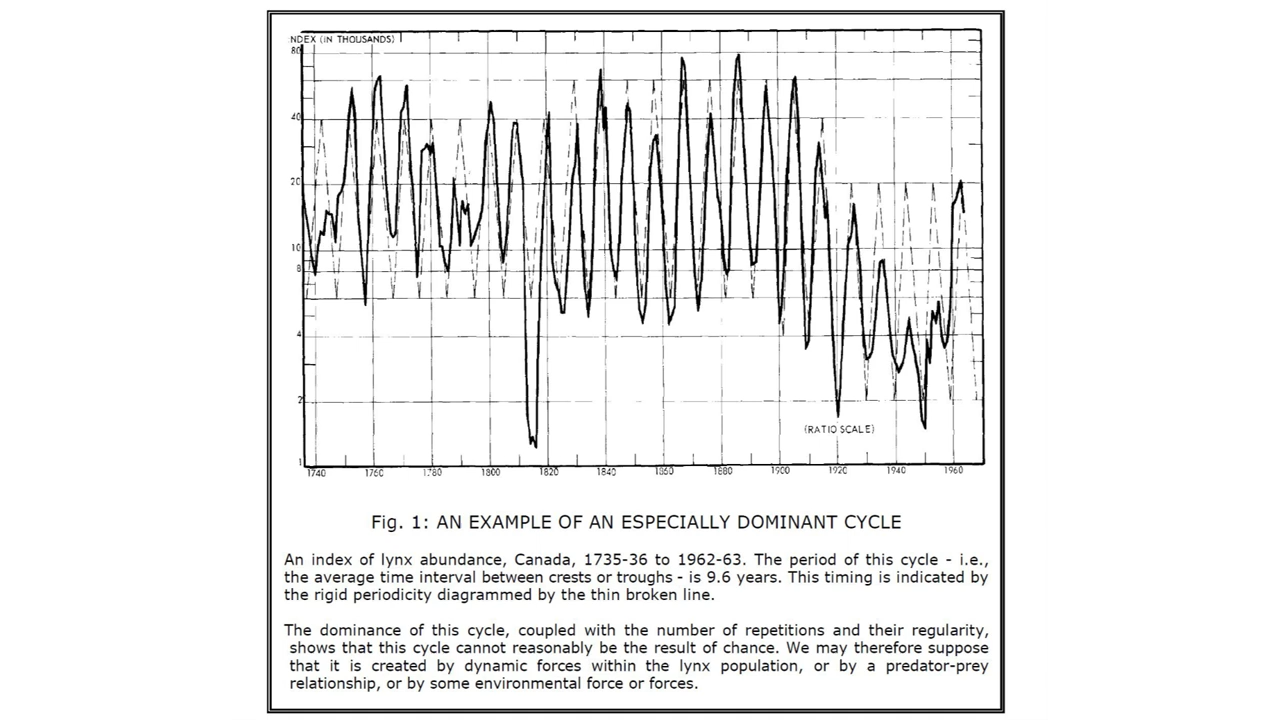 NDEX (IN THOUSANDS)
80
40
20
10
8
4
2
1
(RATIO SCALE)
1740 1760 1780 1800 1820 1840 1860 1880 1900 1920 1940 1960
Fig. 1: AN EXAMPLE OF AN ESPECIALLY DOMINANT CYCLE
An index of lynx abundance, Canada, 1735-36 to 1962-63. The period of this cycle - i.e.,
the average time interval between crests or troughs - is 9.6 years. This timing is indicated by
the rigid periodicity diagrammed by the thin broken line.
The dominance of this cycle, coupled with the number of repetitions and their regularity,
shows that this cycle cannot reasonably be the result of chance. We may therefore suppose
that it is created by dynamic forces within the lynx population, or by a predator-prey
relationship, or by some environmental force or forces.